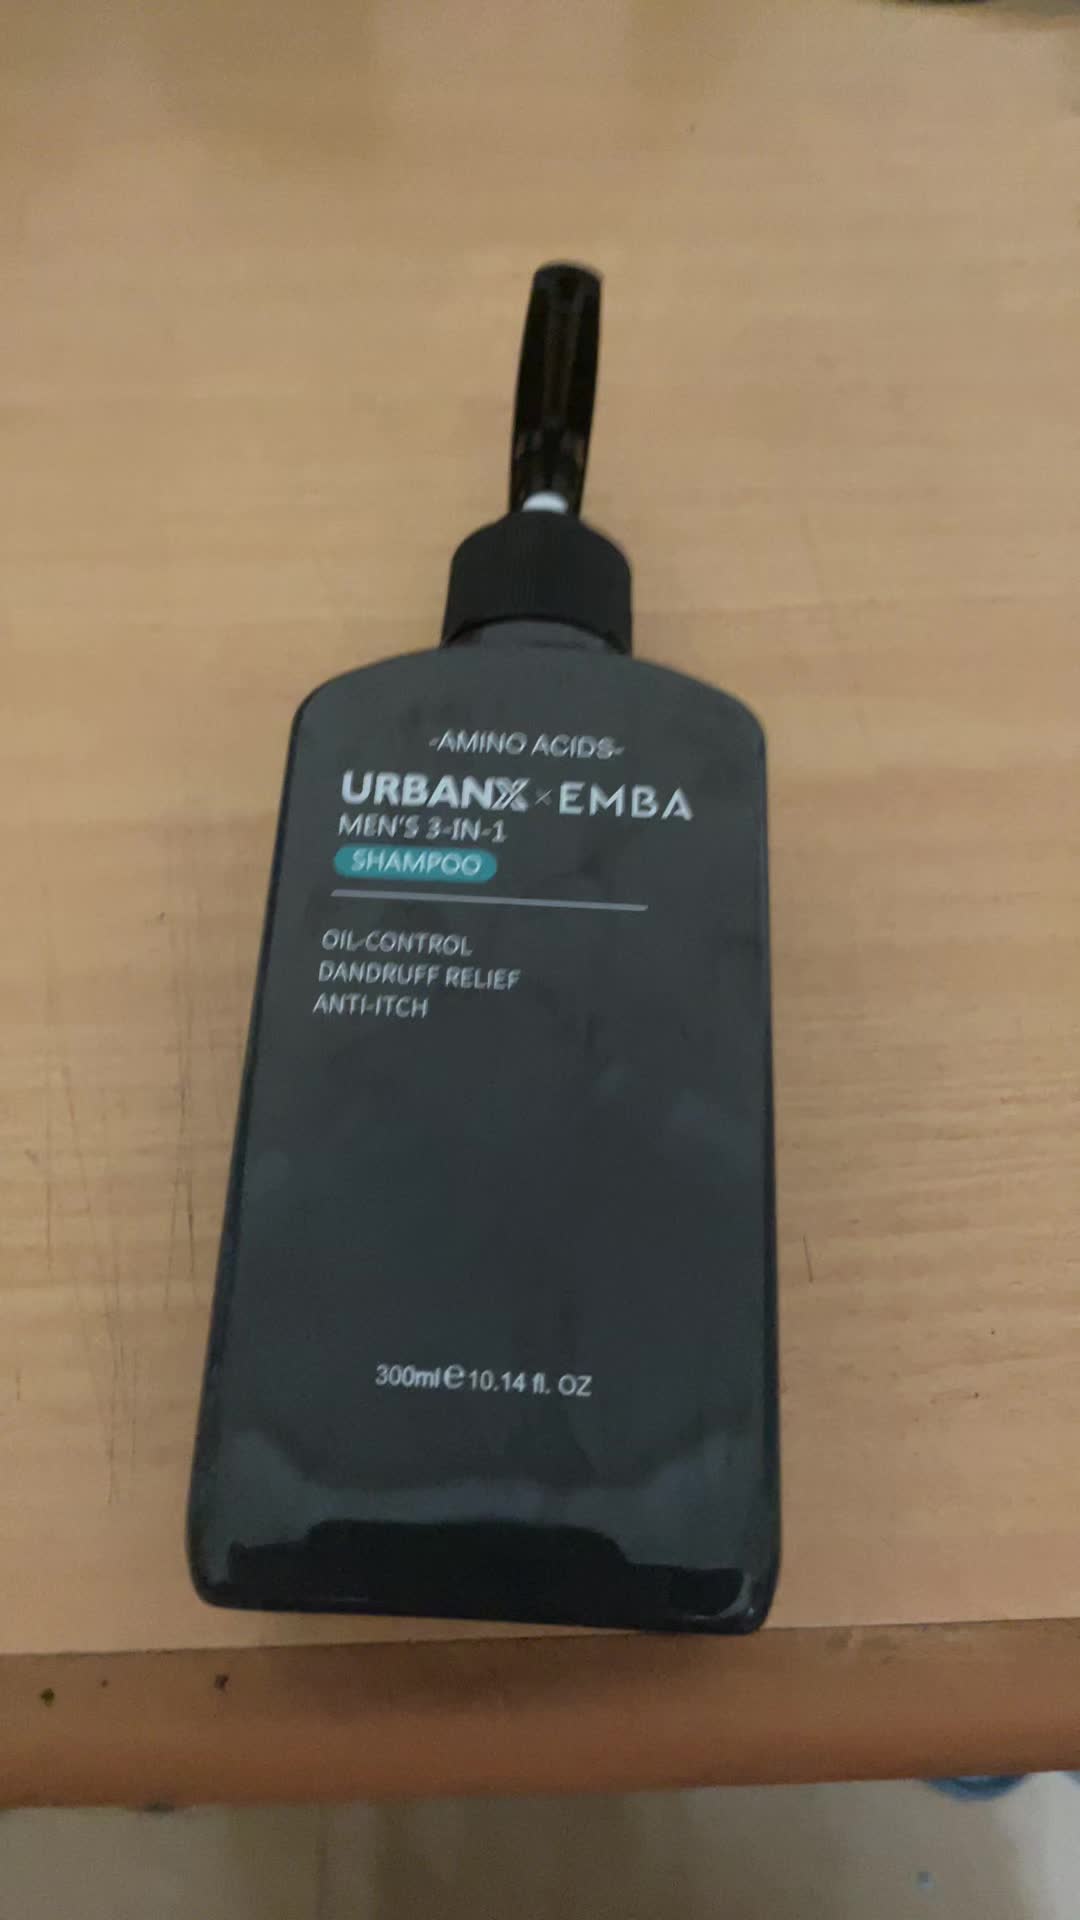 -AMINO ACIDS-
URBANX × EMBA
MEN'S 3-IN-1
SHAMPOO
OIL-CONTROL
DANDRUFF RELIEF
ANTI-ITCH
300ml ℮ 10.14 fl. OZ